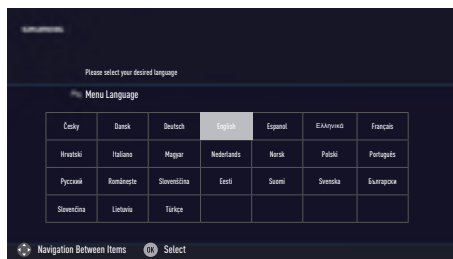 Please select your desired language
Menu Language
Česky Dansk Deutsch English Espanol Ελληνικά Français
Hrvatski Italiano Magyar Nederlands Norsk Polski Português
Русский Româneşte Slovenščina Eesti Suomi Svenska Български
Slovenčina Lietuviu Türkçe
Navigation Between Items OK Select